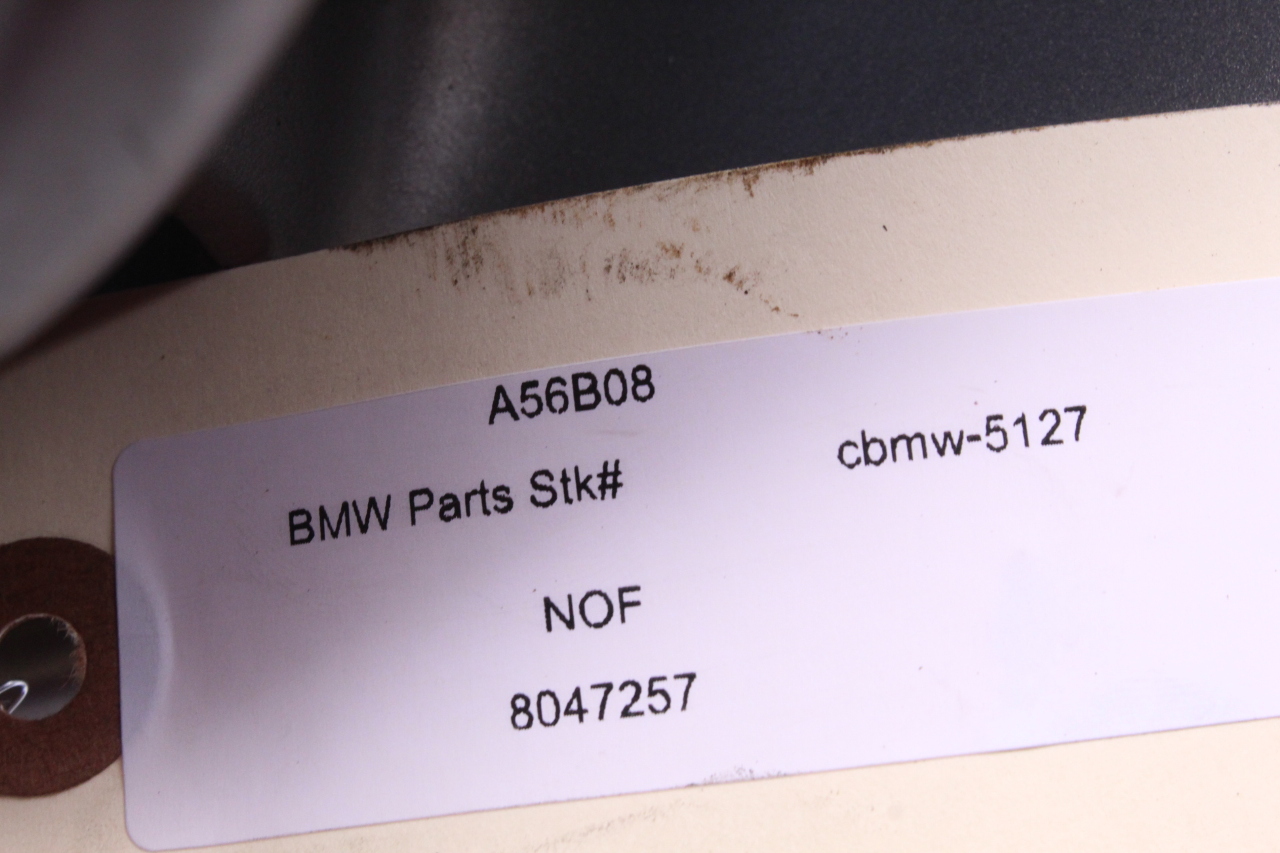 A56B08
BMW Parts Stk# cbmw-5127
NOF
8047257